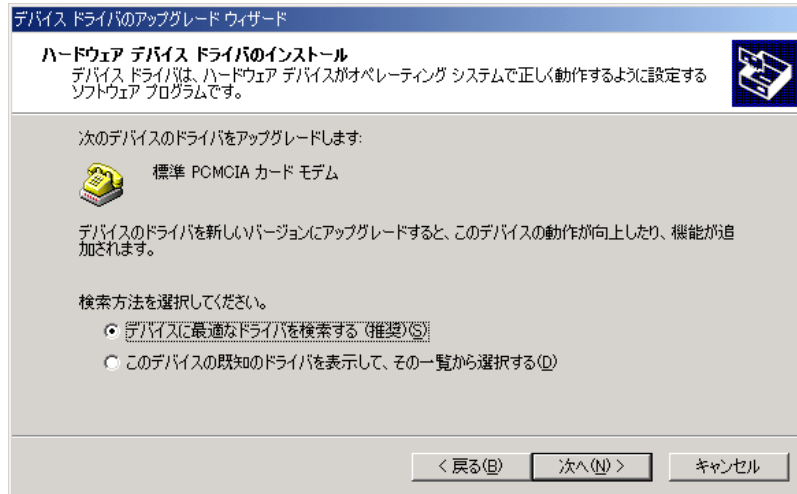 デバイス ドライバのアップグレード ウィザード
ハードウェア デバイス ドライバのインストール
デバイス ドライバは、ハードウェア デバイスがオペレーティング システムで正しく動作するように設定する
ソフトウェア プログラムです。
次のデバイスのドライバをアップグレードします:
標準 PCMCIA カード モデム
デバイスのドライバを新しいバージョンにアップグレードすると、このデバイスの動作が向上したり、機能が追
加されます。
検索方法を選択してください。
デバイスに最適なドライバを検索する (推奨)(S)
このデバイスの既知のドライバを表示して、その一覧から選択する(D)
< 戻る(B) 次へ(N) > キャンセル